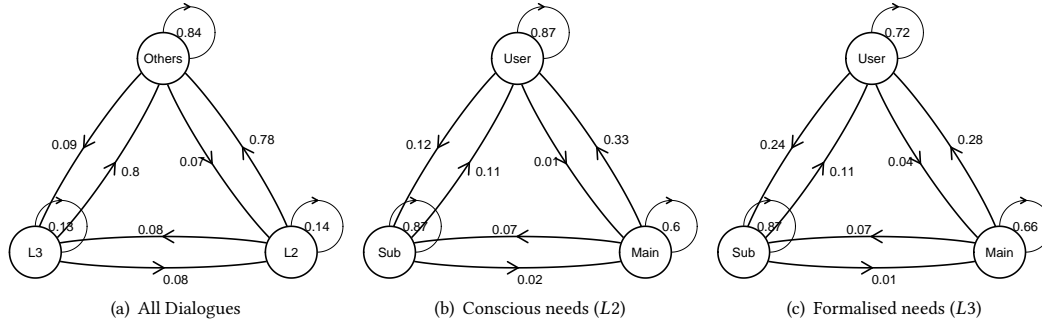 0.84
Others
0.09
0.8
0.07
0.78
0.13
L3
0.14
L2
0.08
0.08
(a) All Dialogues
0.87
User
0.12
0.11
0.01
0.33
0.87
Sub
0.6
Main
0.07
0.02
(b) Conscious needs (L2)
0.72
User
0.24
0.11
0.04
0.28
0.87
Sub
0.66
Main
0.07
0.01
(c) Formalised needs (L3)